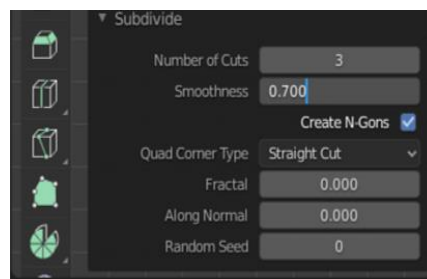 Subdivide
Number of Cuts 3
Smoothness 0.700
Create N-Gons
Quad Corner Type Straight Cut
Fractal 0.000
Along Normal 0.000
Random Seed 0